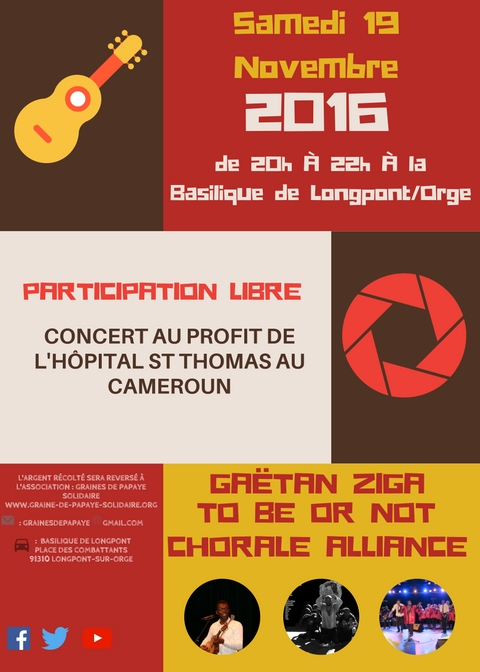 Samedi 19
Novembre
2016
de 20h À 22h À la
Basilique de Longpont/Orge
PARTICIPATION LIBRE
CONCERT AU PROFIT DE
L'HÔPITAL ST THOMAS AU
CAMEROUN
L'ARGENT RÉCOLTÉ SERA REVERSÉ À
L'ASSOCIATION : GRAINES DE PAPAYE
SOLIDAIRE
WWW.GRAINE-DE-PAPAYE-SOLIDAIRE.ORG
: GRAINESDEPAPAYE GMAIL.COM
: BASILIQUE DE LONGPONT
PLACE DES COMBATTANTS
91310 LONGPONT-SUR-ORGE
GAËTAN ZIGA
TO BE OR NOT
CHORALE ALLIANCE